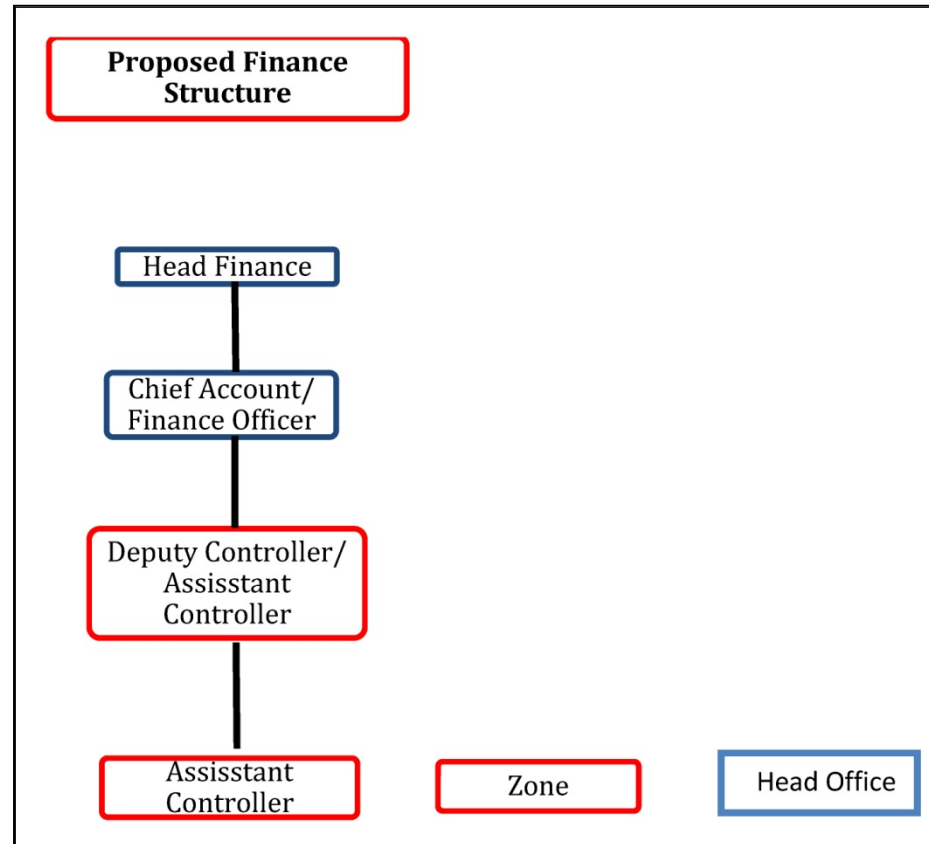 Proposed Finance
Structure
Head Finance
Chief Account/
Finance Officer
Deputy Controller/
Assisstant
Controller
Assisstant
Controller
Zone
Head Office